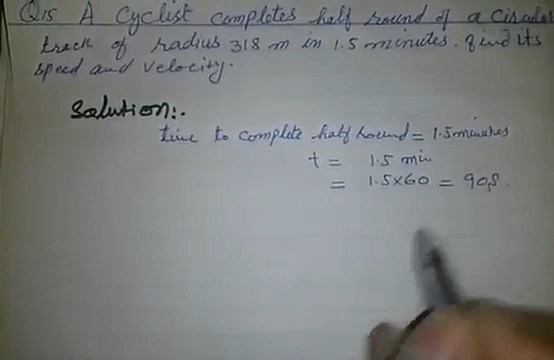 Q15 A Cyclist completes half round of a Circular
track of radius 318 m in 1.5 minutes. find its
speed and velocity.
Solution:.
time to complete half round = 1.5 minutes
t = 1.5 min
= 1.5×60 = 90s.